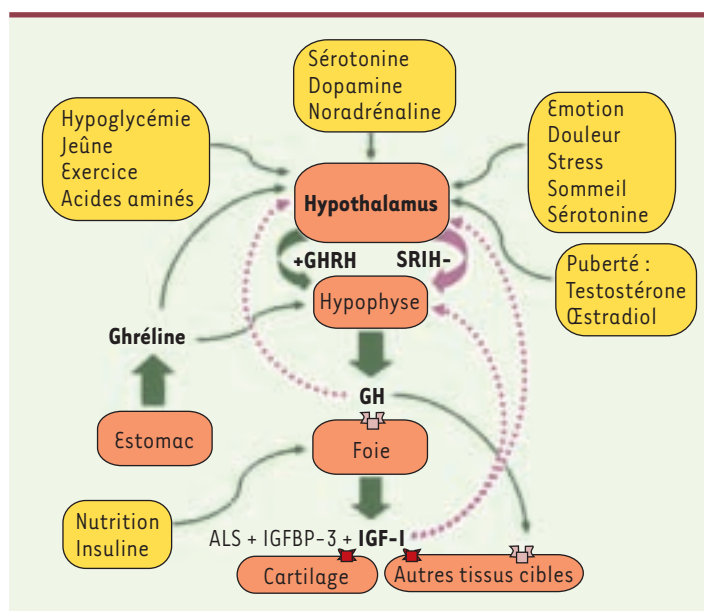 Sérotonine
Dopamine
Noradrénaline
Hypoglycémie
Jeûne
Exercice
Acides aminés
Emotion
Douleur
Stress
Sommeil
Sérotonine
Hypothalamus
+GHRH
SRIH-
Puberté :
Testostérone
Œstradiol
Hypophyse
Ghréline
GH
Estomac
Foie
Nutrition
Insuline
ALS + IGFBP-3 + IGF-I
Cartilage
Autres tissus cibles